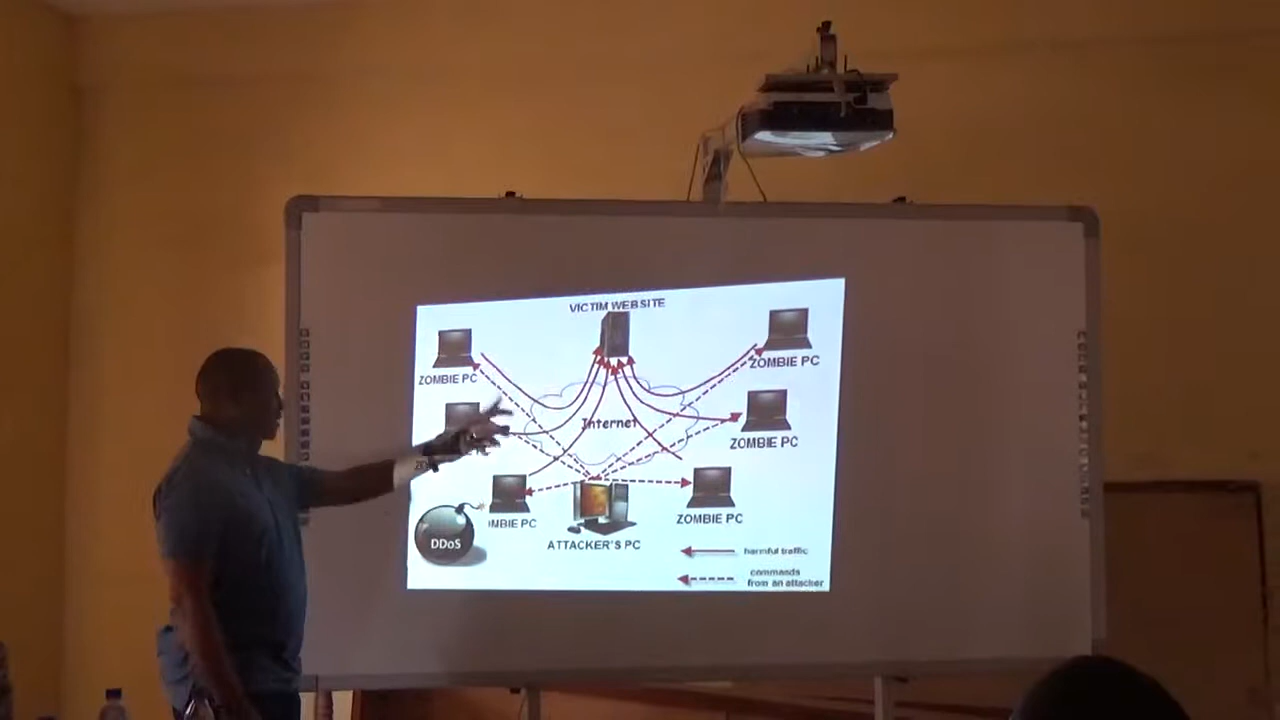 VICTIM WEBSITE
ZOMBIE PC
ZOMBIE PC
Internet
ZOMBIE PC
MBIE PC
ZOMBIE PC
ATTACKER'S PC
DDoS
harmful traffic
commands
from an attacker